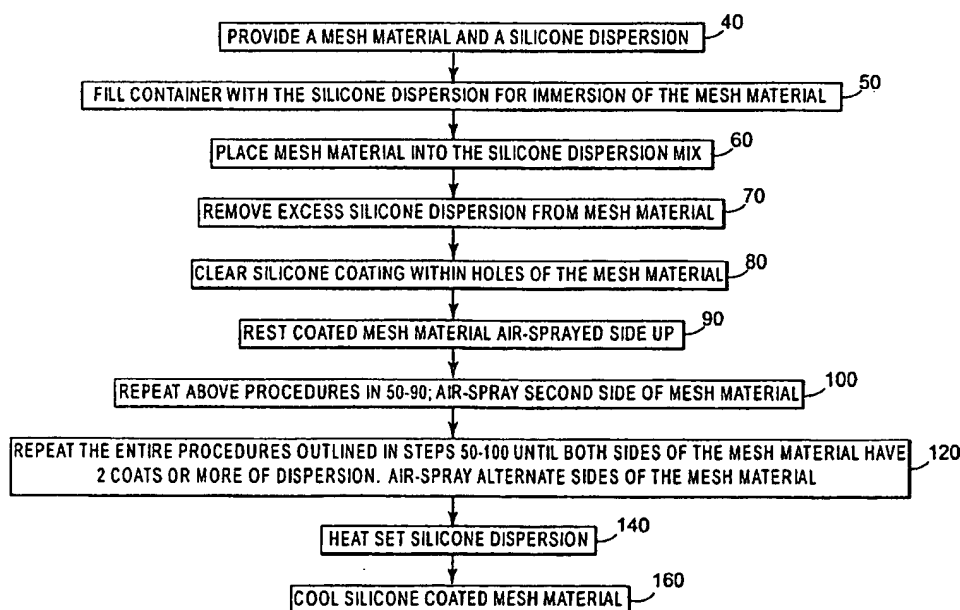 40
PROVIDE A MESH MATERIAL AND A SILICONE DISPERSION
50
FILL CONTAINER WITH THE SILICONE DISPERSION FOR IMMERSION OF THE MESH MATERIAL
60
PLACE MESH MATERIAL INTO THE SILICONE DISPERSION MIX
70
REMOVE EXCESS SILICONE DISPERSION FROM MESH MATERIAL
80
CLEAR SILICONE COATING WITHIN HOLES OF THE MESH MATERIAL
90
REST COATED MESH MATERIAL AIR-SPRAYED SIDE UP
100
REPEAT ABOVE PROCEDURES IN 50-90; AIR-SPRAY SECOND SIDE OF MESH MATERIAL
120
REPEAT THE ENTIRE PROCEDURES OUTLINED IN STEPS 50-100 UNTIL BOTH SIDES OF THE MESH MATERIAL HAVE
2 COATS OR MORE OF DISPERSION. AIR-SPRAY ALTERNATE SIDES OF THE MESH MATERIAL
140
HEAT SET SILICONE DISPERSION
160
COOL SILICONE COATED MESH MATERIAL